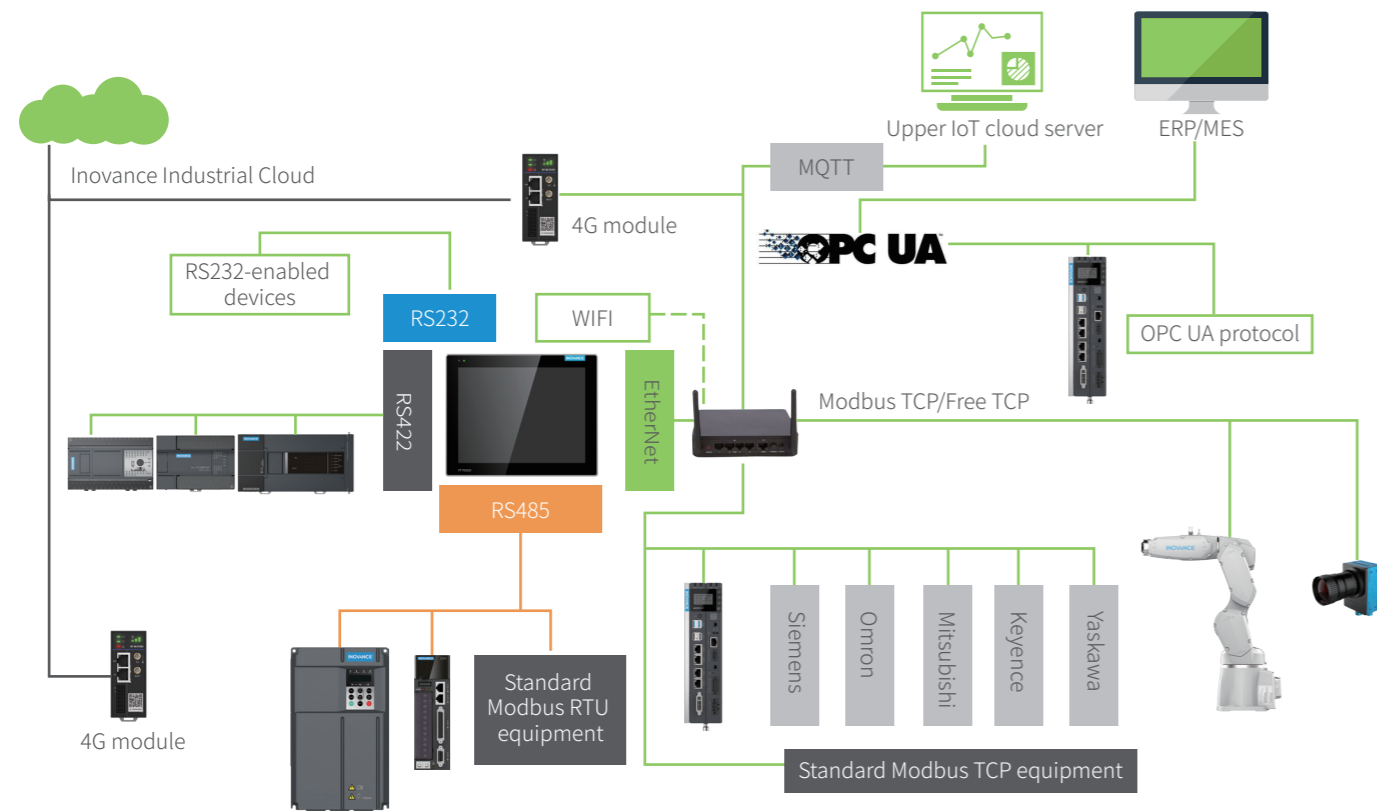 Upper IoT cloud server
ERP/MES
MQTT
Inovance Industrial Cloud
4G module
OPC UA
RS232-enabled
devices
RS232
WIFI
OPC UA protocol
INOVANCE
RS422
EtherNet
Modbus TCP/Free TCP
RS485
INOVANCE
Siemens
Omron
Mitsubishi
Keyence
Yaskawa
INOVANCE
Standard
Modbus RTU
equipment
4G module
Standard Modbus TCP equipment